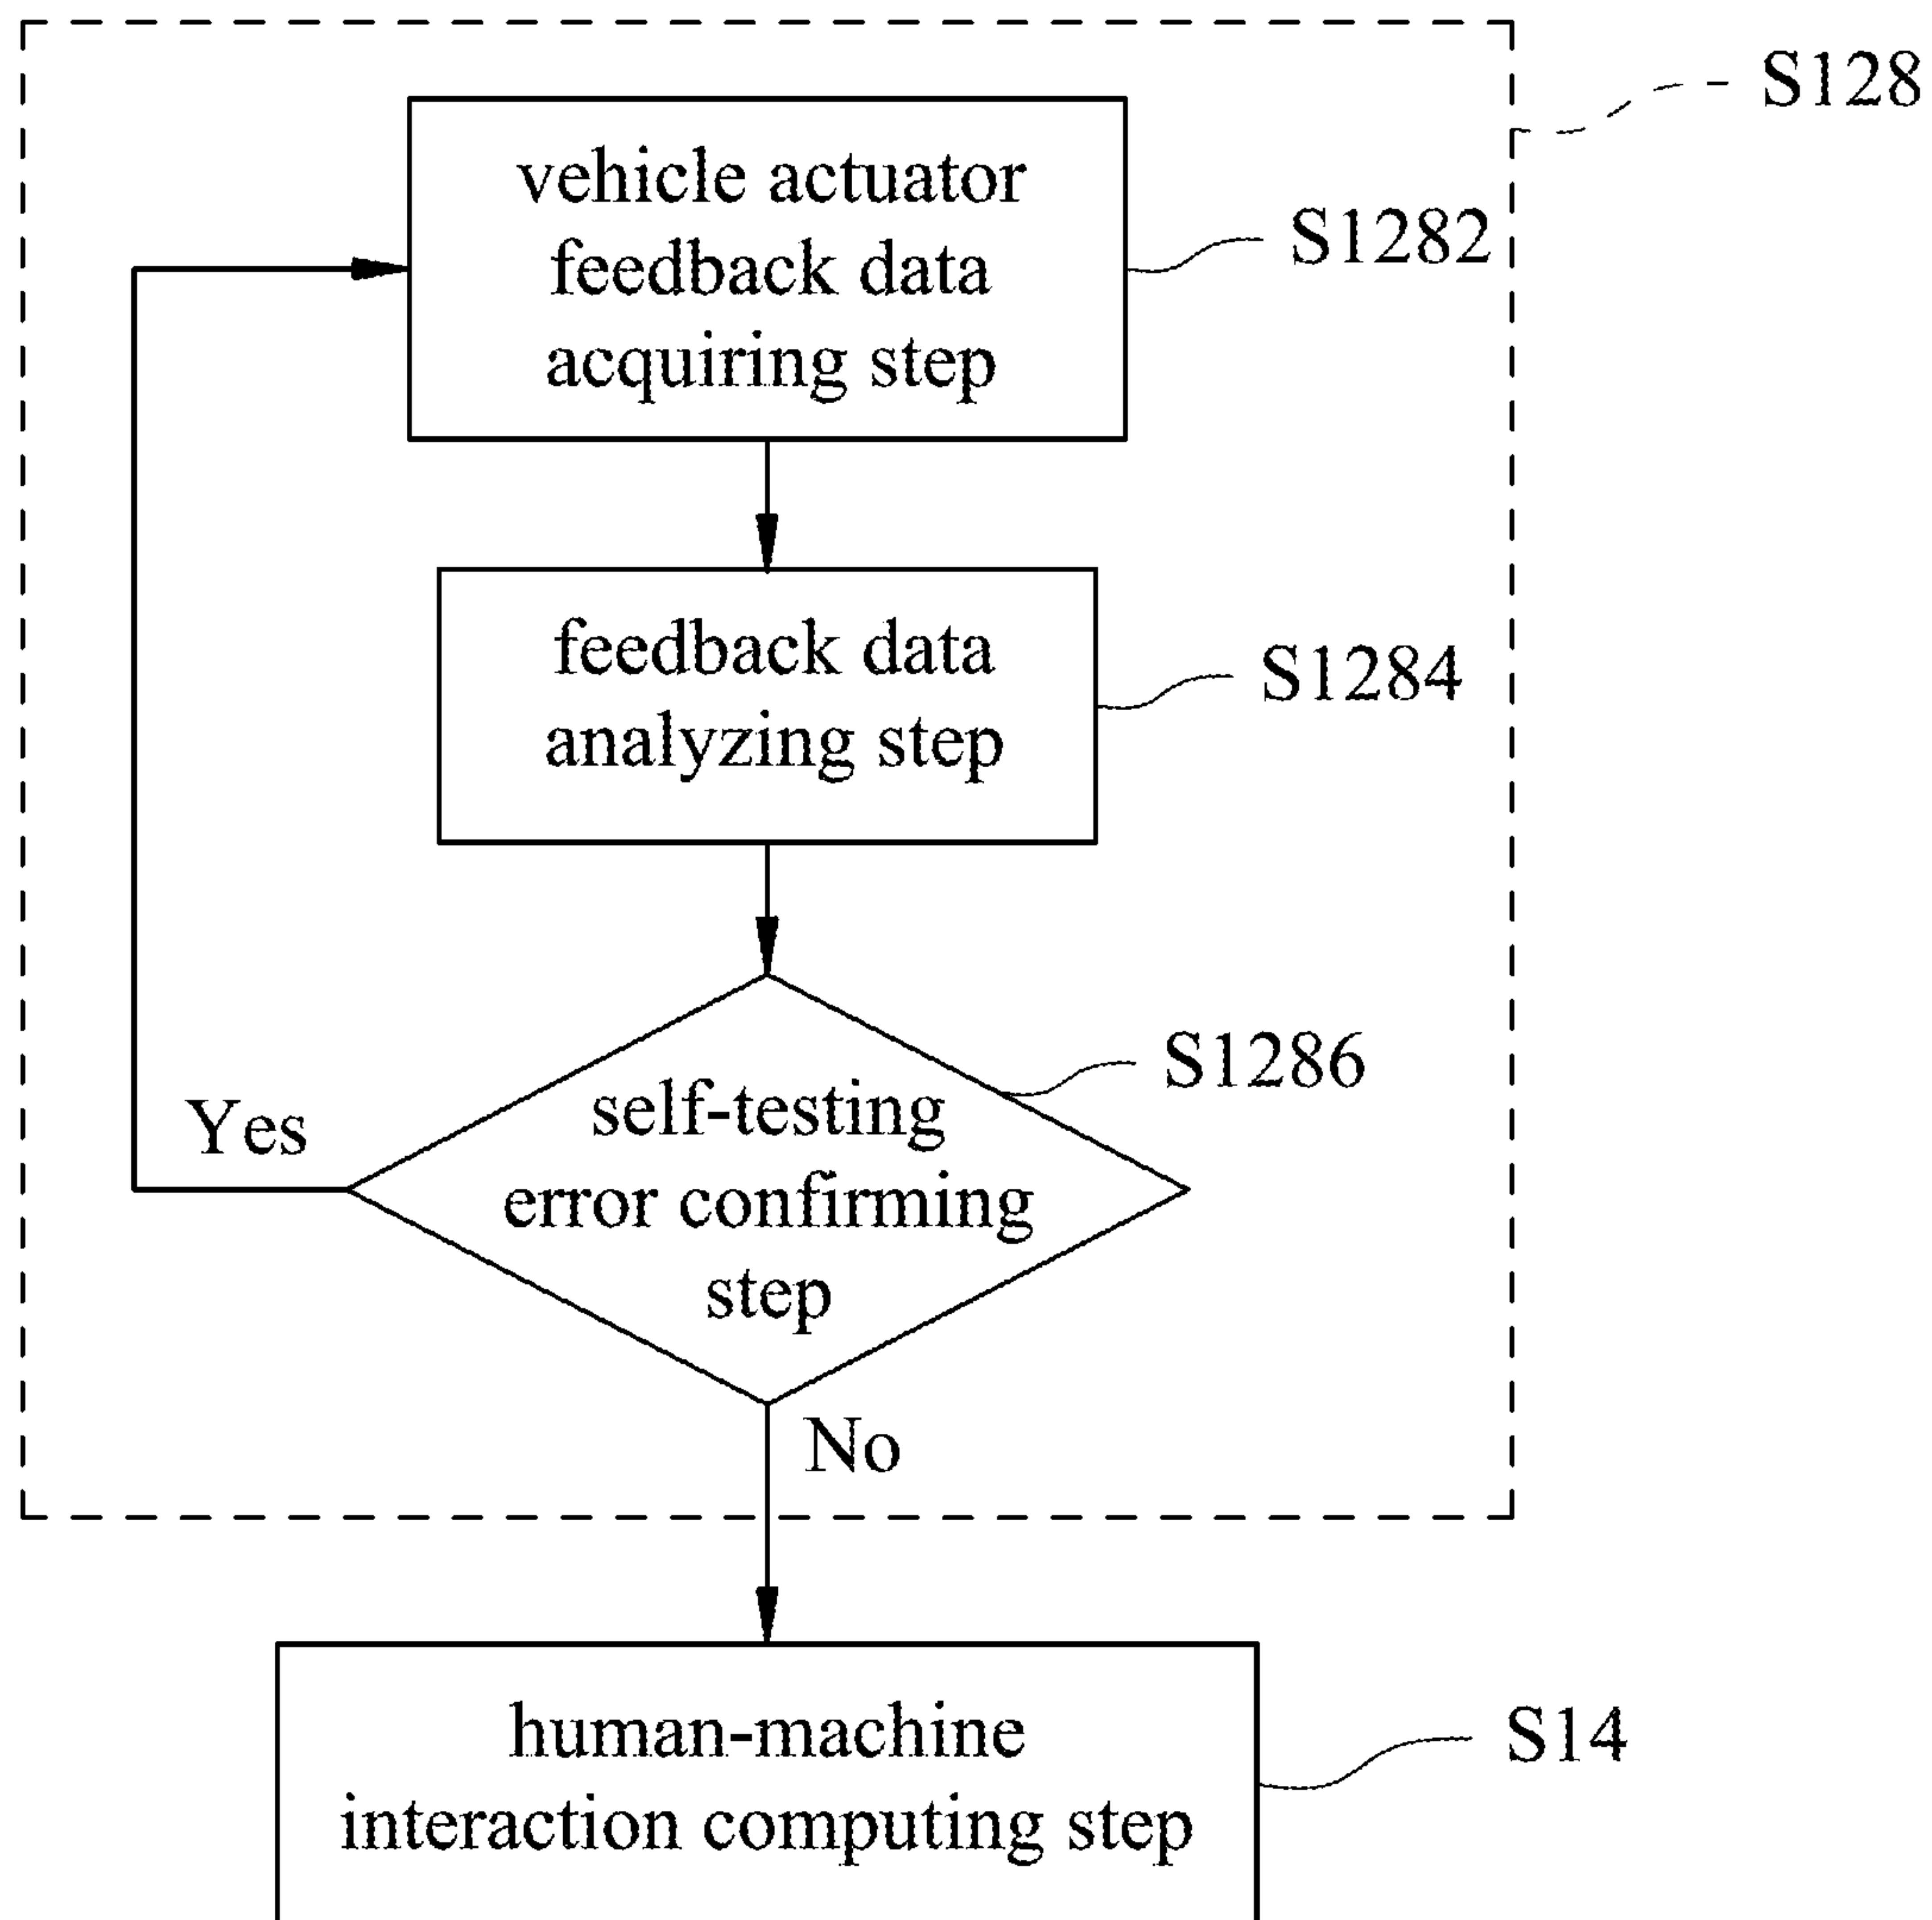 S128
vehicle actuator
feedback data
acquiring step
S1282
feedback data
analyzing step
S1284
S1286
self-testing
error confirming
step
Yes
No
human-machine
interaction computing step
S14